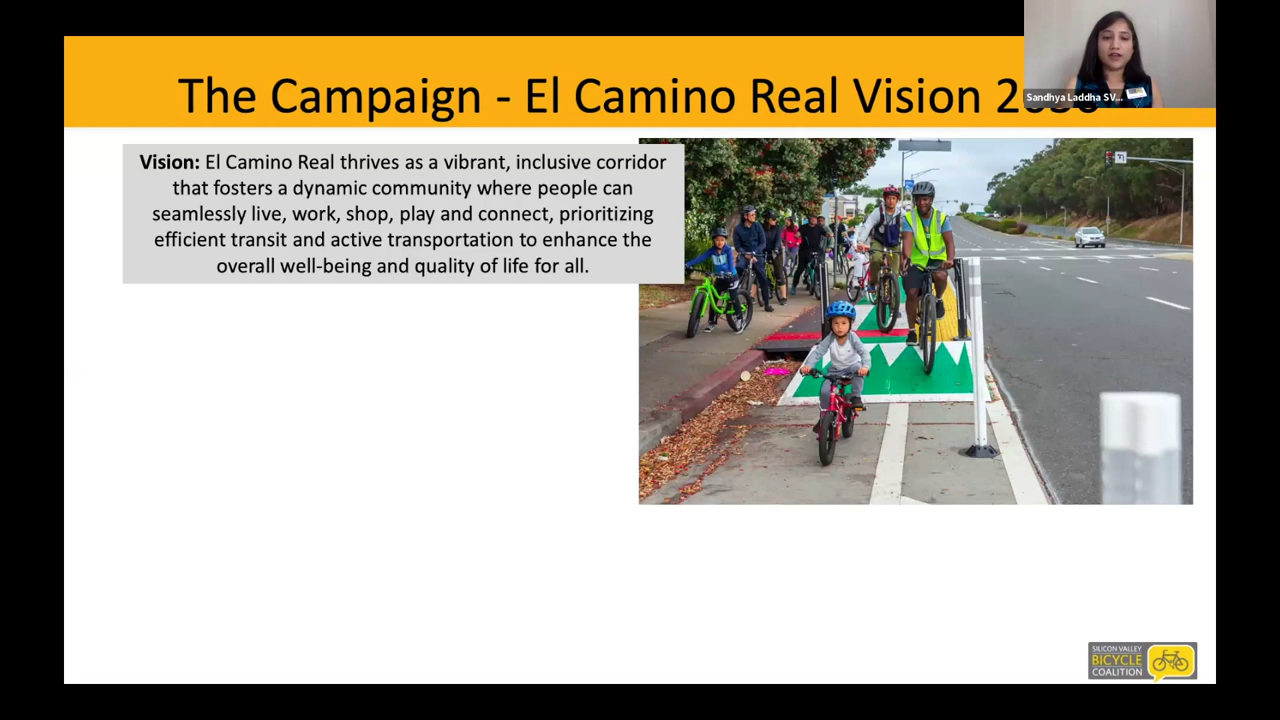 The Campaign - El Camino Real Vision
Sandhya Laddha SV...
Vision: El Camino Real thrives as a vibrant, inclusive corridor
that fosters a dynamic community where people can
seamlessly live, work, shop, play and connect, prioritizing
efficient transit and active transportation to enhance the
overall well-being and quality of life for all.
SILICON VALLEY
BICYCLE
COALITION